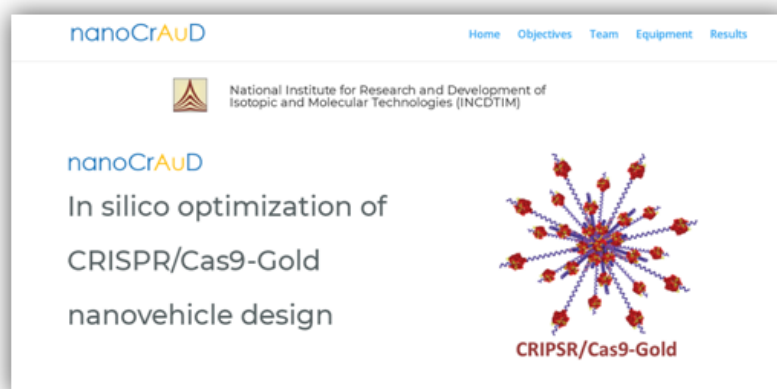 nanoCrAuD
Home Objectives Team Equipment Results
National Institute for Research and Development of
Isotopic and Molecular Technologies (INCDTIM)
nanoCrAuD
In silico optimization of
CRISPR/Cas9-Gold
nanovehicle design
CRIPSR/Cas9-Gold